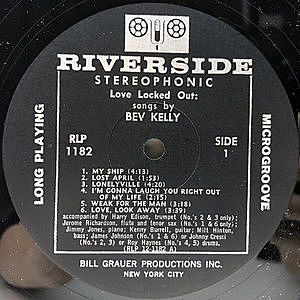 RIVERSIDE
STEREOPHONIC
Love Locked Out:
songs by
BEV KELLY
RLP
1182
SIDE
1
LONG PLAYING
MICROGROOVE
1. MY SHIP (4:13)
2. LOST APRIL (1:53)
3. LONELYVILLE (4:20)
4. I'M GONNA LAUGH YOU RIGHT OUT
OF MY LIFE (2:15)
5. WEAK FOR THE MAN (3:18)
6. LOVE, LOOK AWAY (3:39)
accompanied by Harry Edison, trumpet (No's 2 & 3 only);
Jerome Richardson, flute and tenor sax (No's 1 & 6 only);
Jimmy Jones, piano; Kenny Burrell, guitar; Milt Hinton,
bass; James Johnson (No's 1 & 6) or Johnny Cresci
(No.'s 2, 3) or Roy Haynes (No's 4, 5), drums.
(RLP 12-1182 A)
BILL GRAUER PRODUCTIONS INC.
NEW YORK CITY